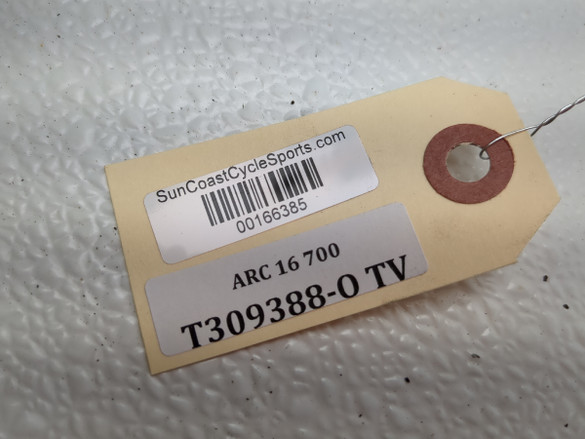 SunCoastCycleSports.com
00166385
ARC 16 700
T309388-O TV